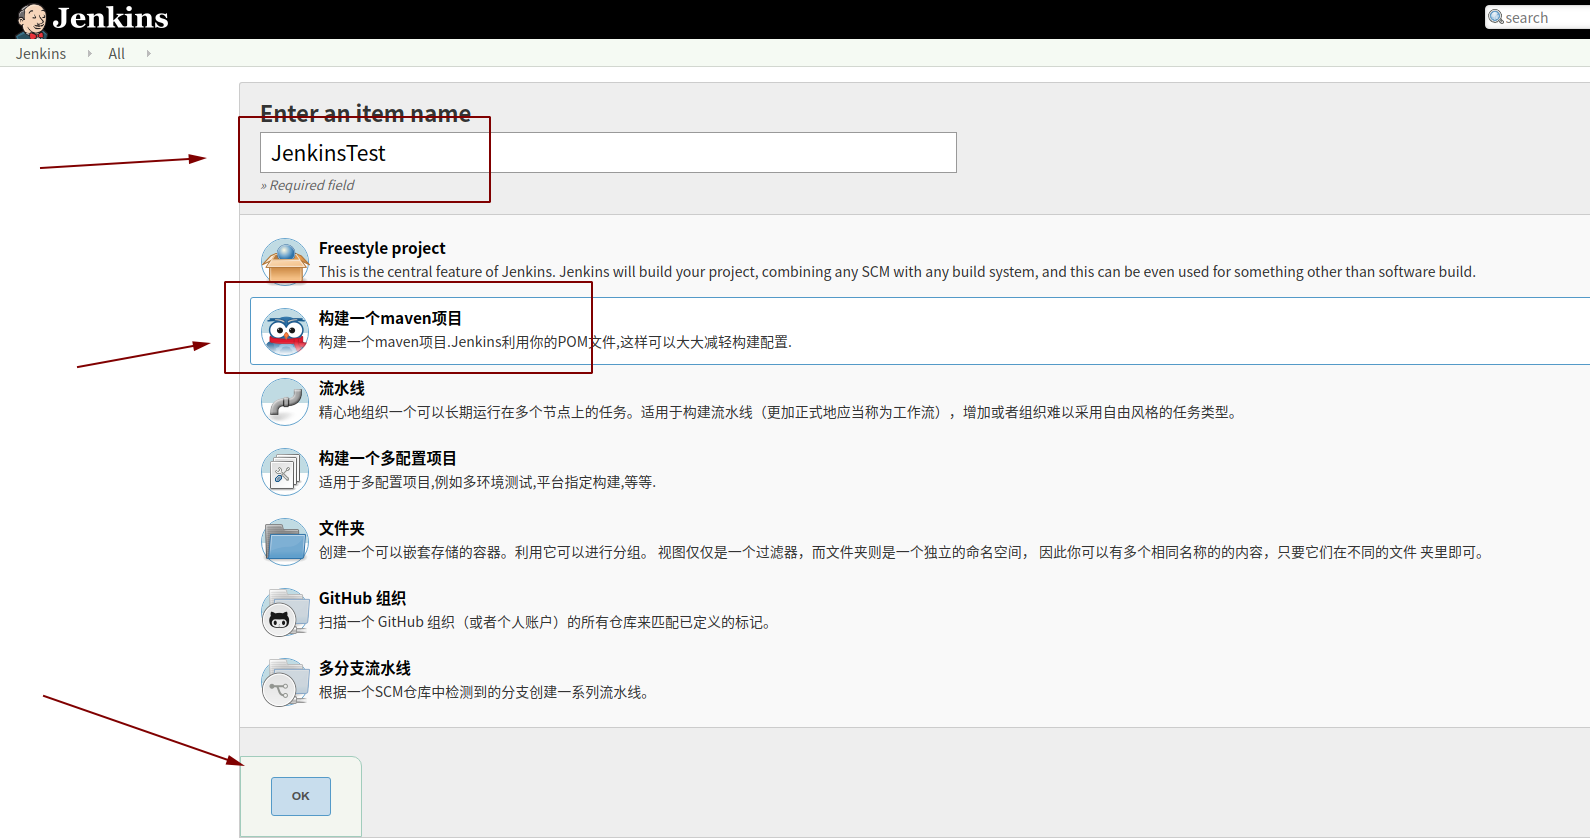 Jenkins
search
Jenkins
All
Enter an item name
JenkinsTest
» Required field
Freestyle project
This is the central feature of Jenkins. Jenkins will build your project, combining any SCM with any build system, and this can be even used for something other than software build.
构建一个maven项目
构建一个maven项目.Jenkins利用你的POM文件,这样可以大大减轻构建配置.
流水线
精心地组织一个可以长期运行在多个节点上的任务。适用于构建流水线（更加正式地应当称为工作流），增加或者组织难以采用自由风格的任务类型。
构建一个多配置项目
适用于多配置项目,例如多环境测试,平台指定构建,等等.
文件夹
创建一个可以嵌套存储的容器。利用它可以进行分组。 视图仅仅是一个过滤器，而文件夹则是一个独立的命名空间， 因此你可以有多个相同名称的的内容，只要它们在不同的文件 夹里即可。
GitHub 组织
扫描一个 GitHub 组织（或者个人账户）的所有仓库来匹配已定义的标记。
多分支流水线
根据一个SCM仓库中检测到的分支创建一系列流水线。
OK